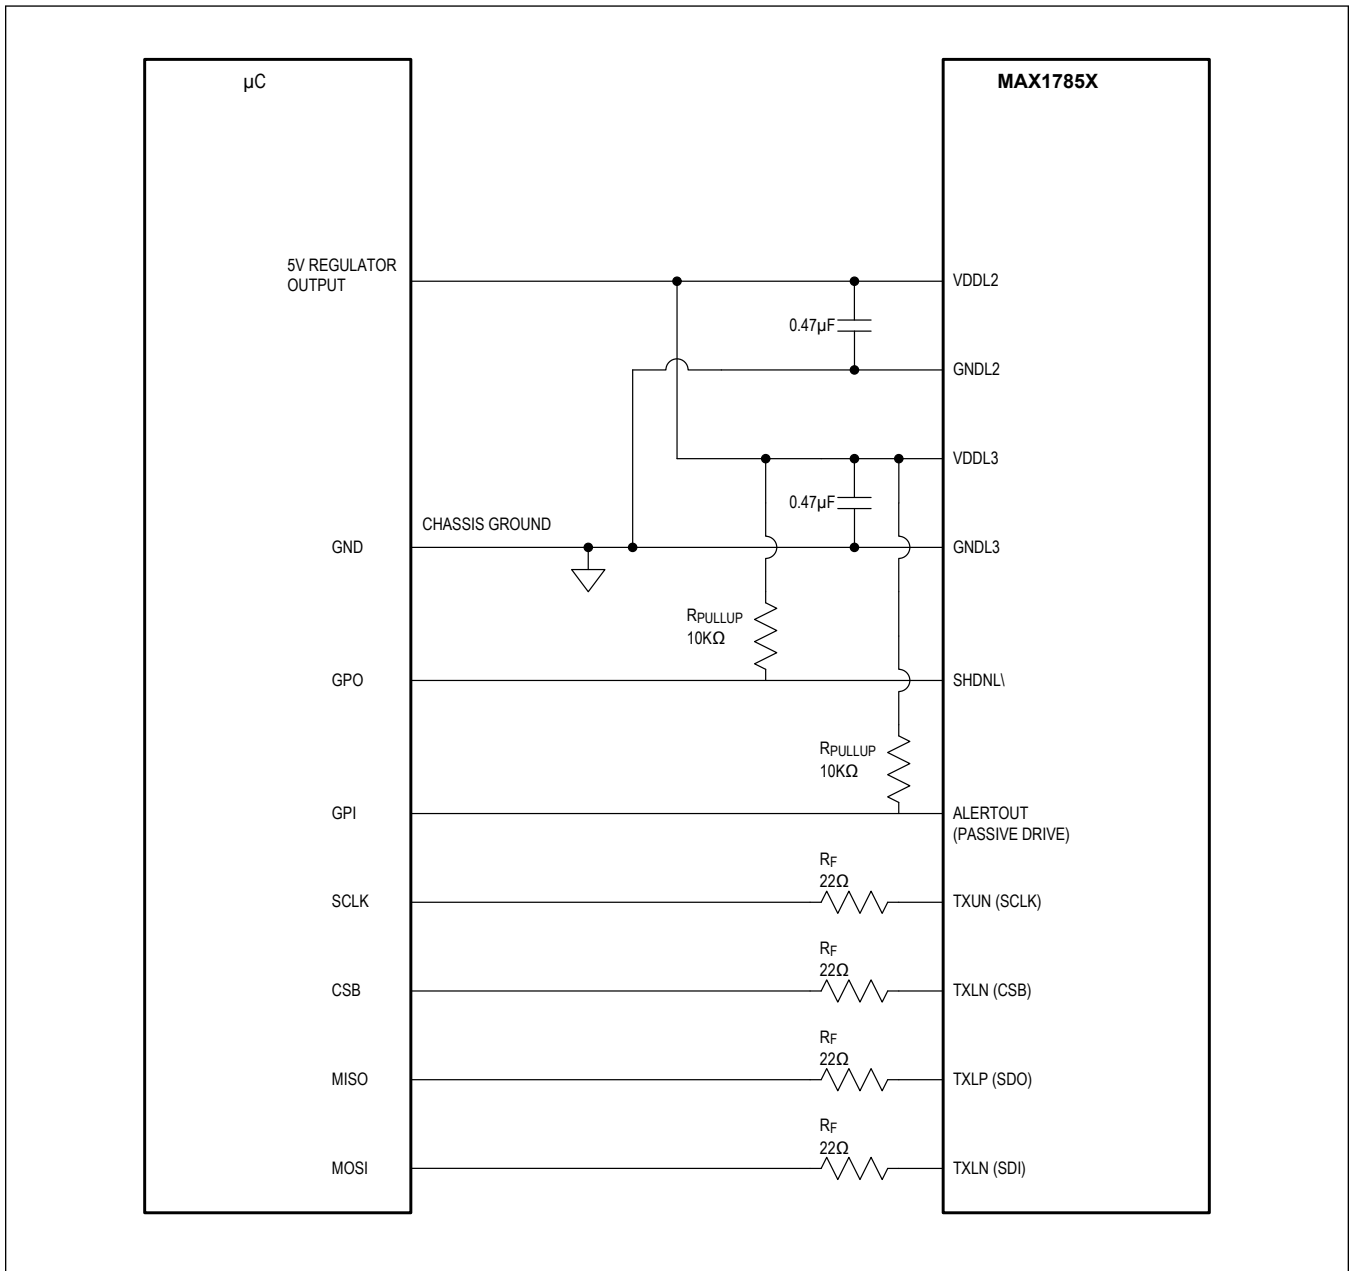 µC
MAX1785X
5V REGULATOR
OUTPUT
VDDL2
0.47µF
GNDL2
VDDL3
0.47µF
CHASSIS GROUND
GND
GNDL3
RPULLUP
10KΩ
GPO
SHDNL\
RPULLUP
10KΩ
GPI
ALERTOUT
(PASSIVE DRIVE)
RF
22Ω
SCLK
TXUN (SCLK)
RF
22Ω
CSB
TXLN (CSB)
RF
22Ω
MISO
TXLP (SDO)
RF
22Ω
MOSI
TXLN (SDI)